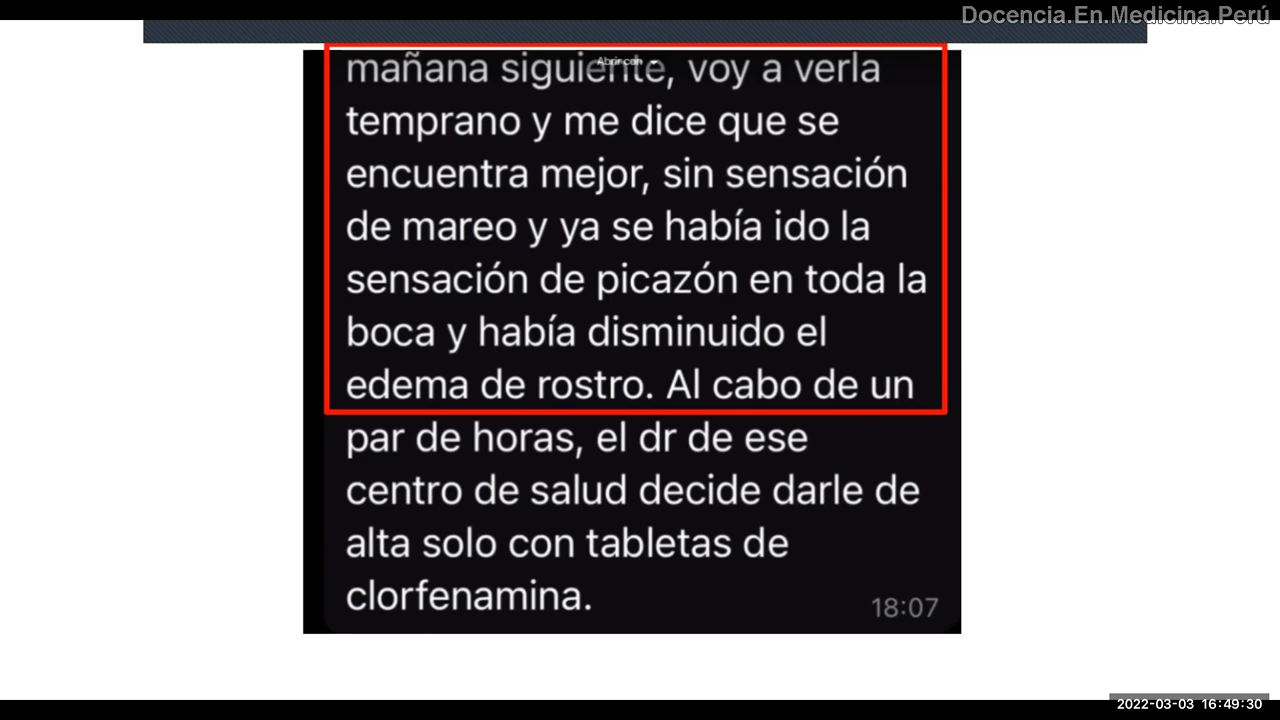 Docencia.En.Medicina.Perú
Abrir con
mañana siguiente, voy a verla
temprano y me dice que se
encuentra mejor, sin sensación
de mareo y ya se había ido la
sensación de picazón en toda la
boca y había disminuido el
edema de rostro. Al cabo de un
par de horas, el dr de ese
centro de salud decide darle de
alta solo con tabletas de
clorfenamina.
18:07
2022-03-03 16:49:30